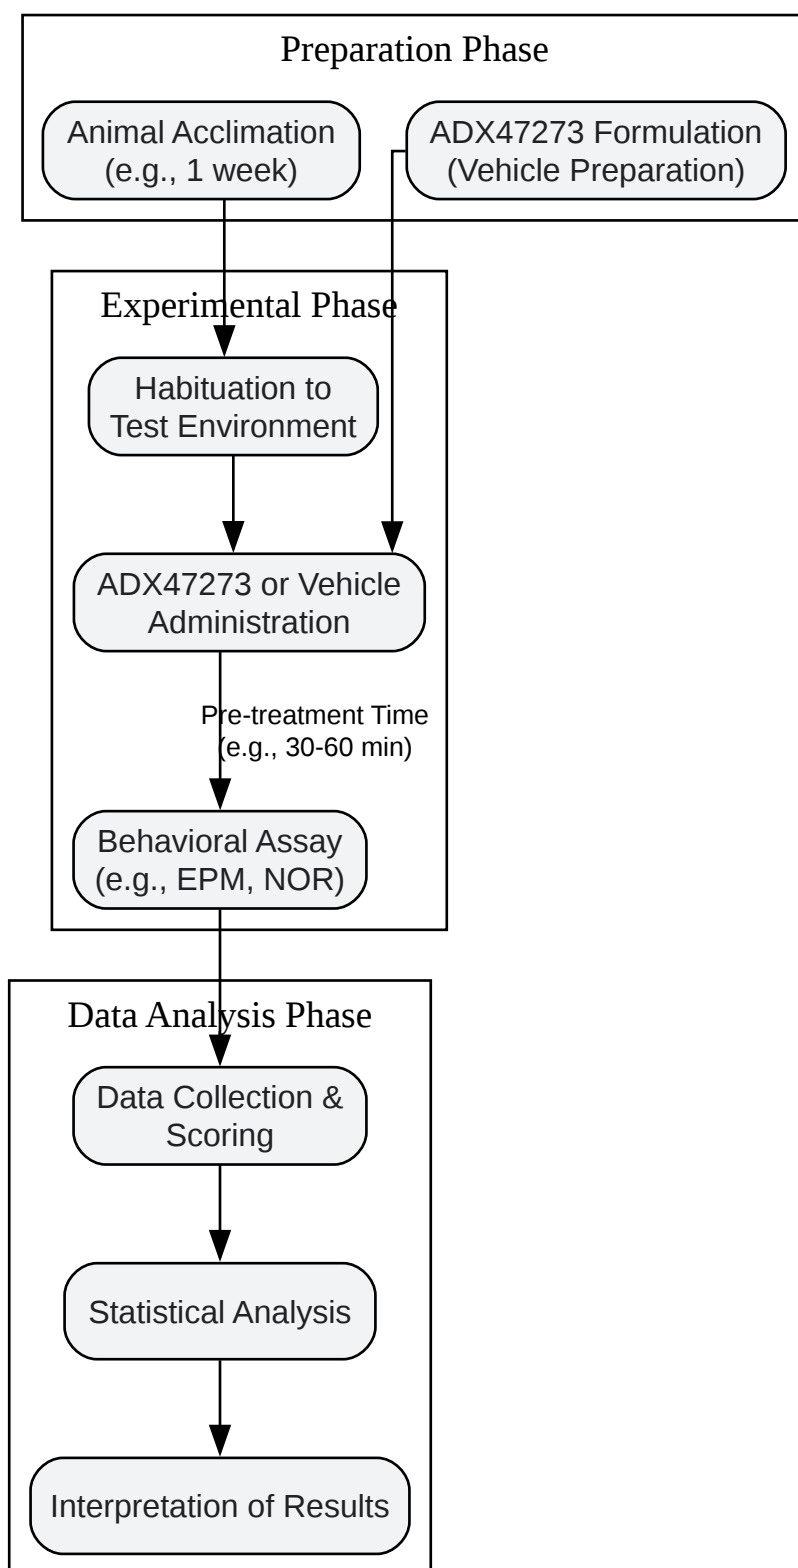 Preparation Phase
Animal Acclimation
(e.g., 1 week)
ADX47273 Formulation
(Vehicle Preparation)
Experimental Phase
Habituation to
Test Environment
ADX47273 or Vehicle
Administration
Pre-treatment Time
(e.g., 30-60 min)
Behavioral Assay
(e.g., EPM, NOR)
Data Analysis Phase
Data Collection &
Scoring
Statistical Analysis
Interpretation of Results